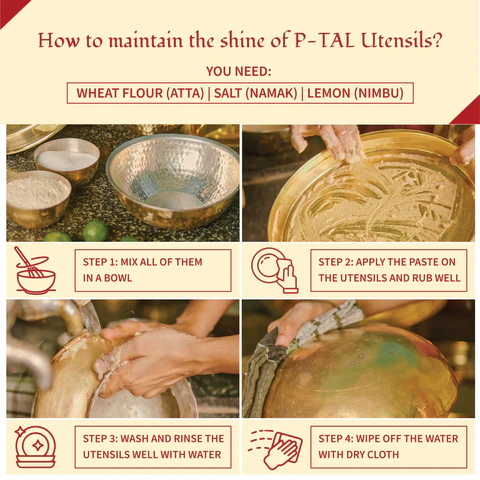 How to maintain the shine of P-TAL Utensils?
YOU NEED:
WHEAT FLOUR (ATTA) | SALT (NAMAK) | LEMON (NIMBU)
STEP 1: MIX ALL OF THEM
IN A BOWL
STEP 2: APPLY THE PASTE ON
THE UTENSILS AND RUB WELL
STEP 3: WASH AND RINSE THE
UTENSILS WELL WITH WATER
STEP 4: WIPE OFF THE WATER
WITH DRY CLOTH